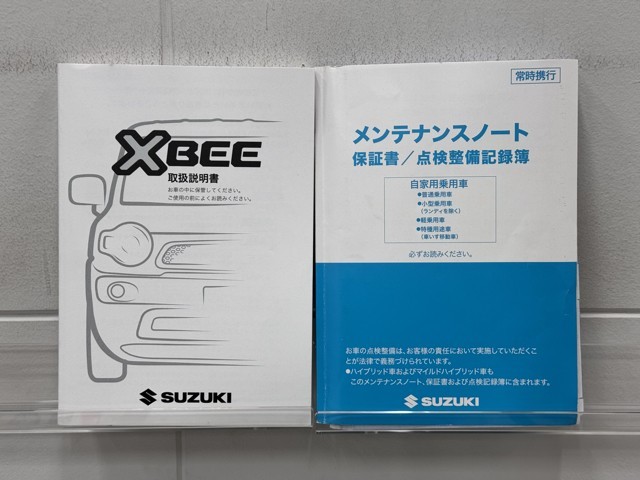 XBEE
取扱説明書
お車の中に保管してください。
ご使用の前によくお読みください。
SUZUKI
常時携行
メンテナンスノート
保証書／点検整備記録簿
自家用乗用車
●普通乗用車
●小型乗用車
（ランディを除く）
●軽乗用車
●特種用途車
（車いす移動車）
必ずお読みください。
お車の点検整備は、お客様の責任において実施していただくこ
とが法律で義務づけられています。
●ハイブリッド車およびマイルドハイブリッド車も
このメンテナンスノート、保証書および点検記録簿に含まれます。
SUZUKI